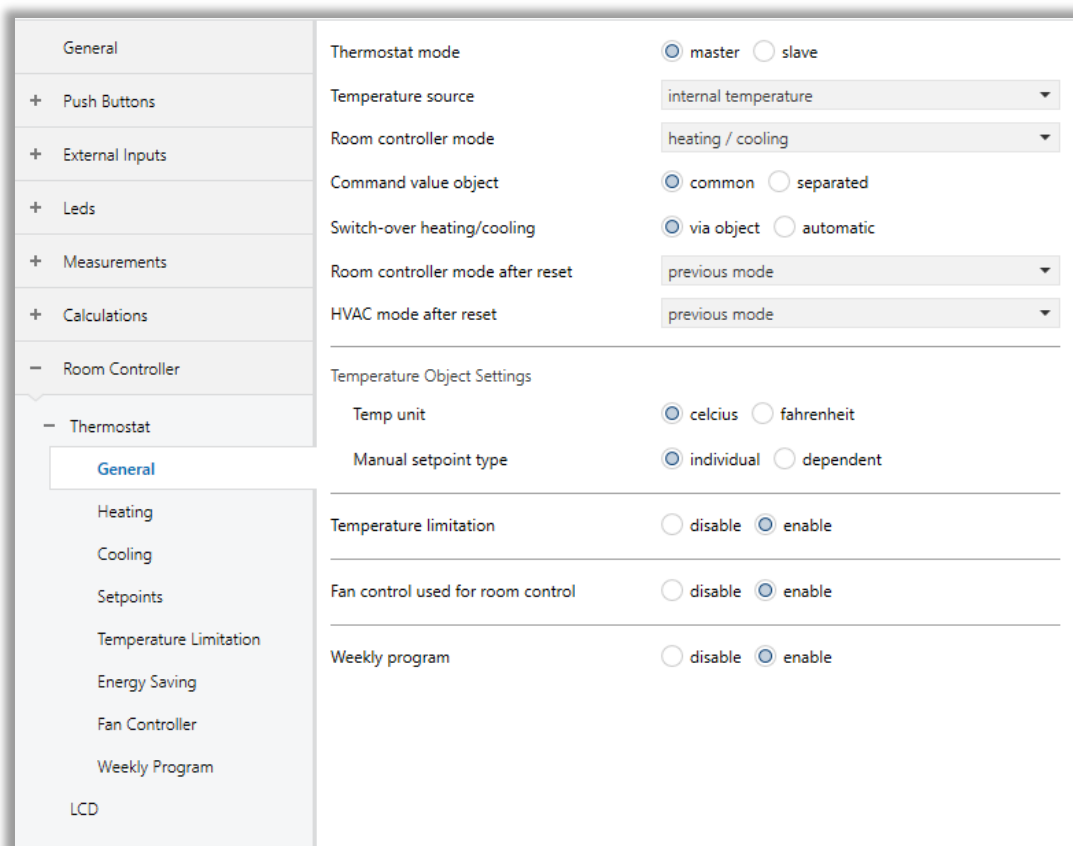 General
Push Buttons
External Inputs
Leds
Measurements
Calculations
Room Controller
Thermostat
General
Heating
Cooling
Setpoints
Temperature Limitation
Energy Saving
Fan Controller
Weekly Program
LCD
Thermostat mode master slave
Temperature source internal temperature
Room controller mode heating / cooling
Command value object common separated
Switch-over heating/cooling via object automatic
Room controller mode after reset previous mode
HVAC mode after reset previous mode
Temperature Object Settings
Temp unit celcius fahrenheit
Manual setpoint type individual dependent
Temperature limitation disable enable
Fan control used for room control disable enable
Weekly program disable enable